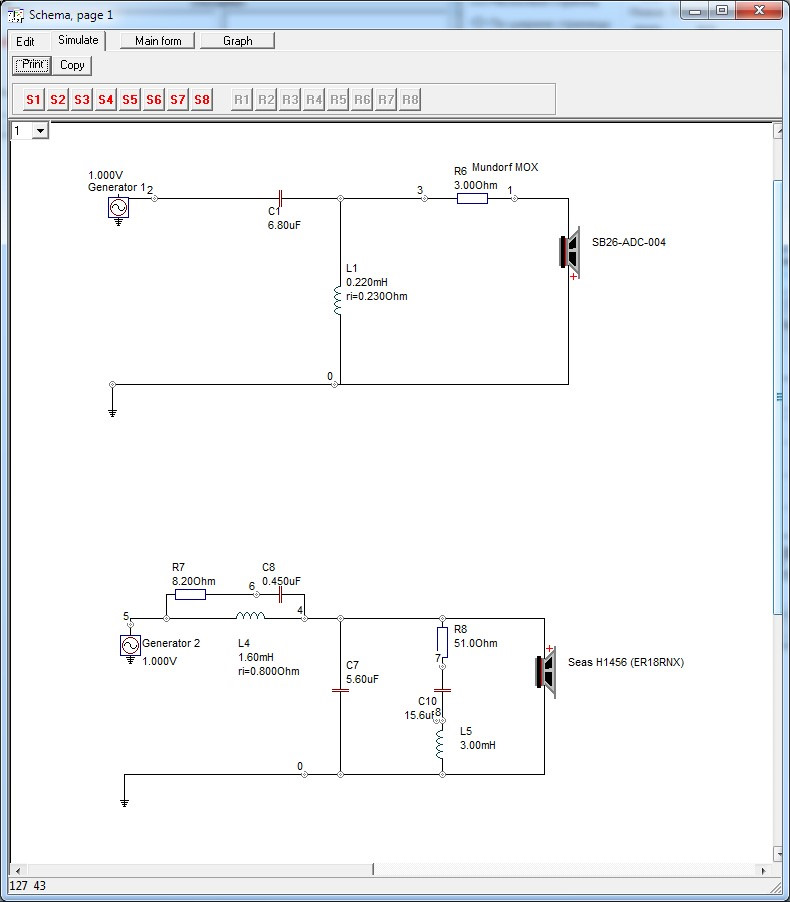 Schema, page 1
Edit Simulate Main form Graph
Print Copy
S1 S2 S3 S4 S5 S6 S7 S8 R1 R2 R3 R4 R5 R6 R7 R8
1
1.000V
Generator 1
2
C1
6.80uF
3
R6 Mundorf MOX
3.00Ohm
1
SB26-ADC-004
+
L1
0.220mH
ri=0.230Ohm
0
R7
8.20Ohm
6
C8
0.450uF
5
4
Generator 2
1.000V
L4
1.60mH
ri=0.800Ohm
C7
5.60uF
R8
51.0Ohm
7
C10
15.6uF
8
L5
3.00mH
+
Seas H1456 (ER18RNX)
0
127 43